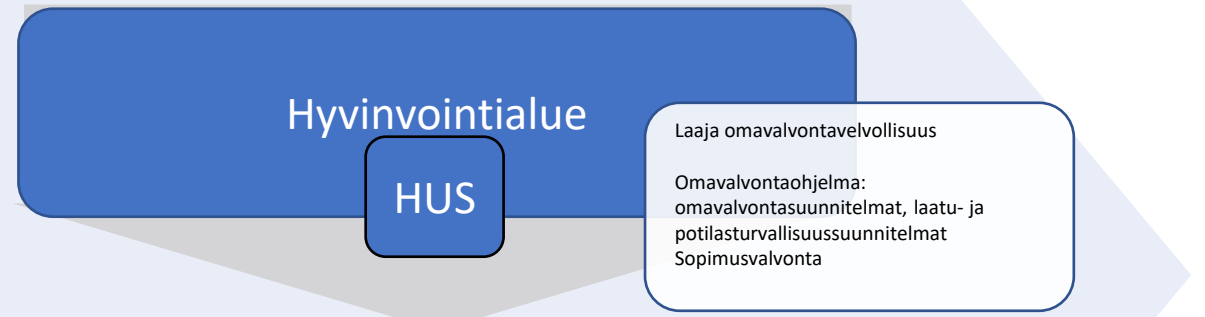 Hyvinvointialue
HUS
Laaja omavalvontavelvollisuus
Omavalvontaohjelma:
omavalvontasuunnitelmat, laatu- ja
potilasturvallisuussuunnitelmat
Sopimusvalvonta